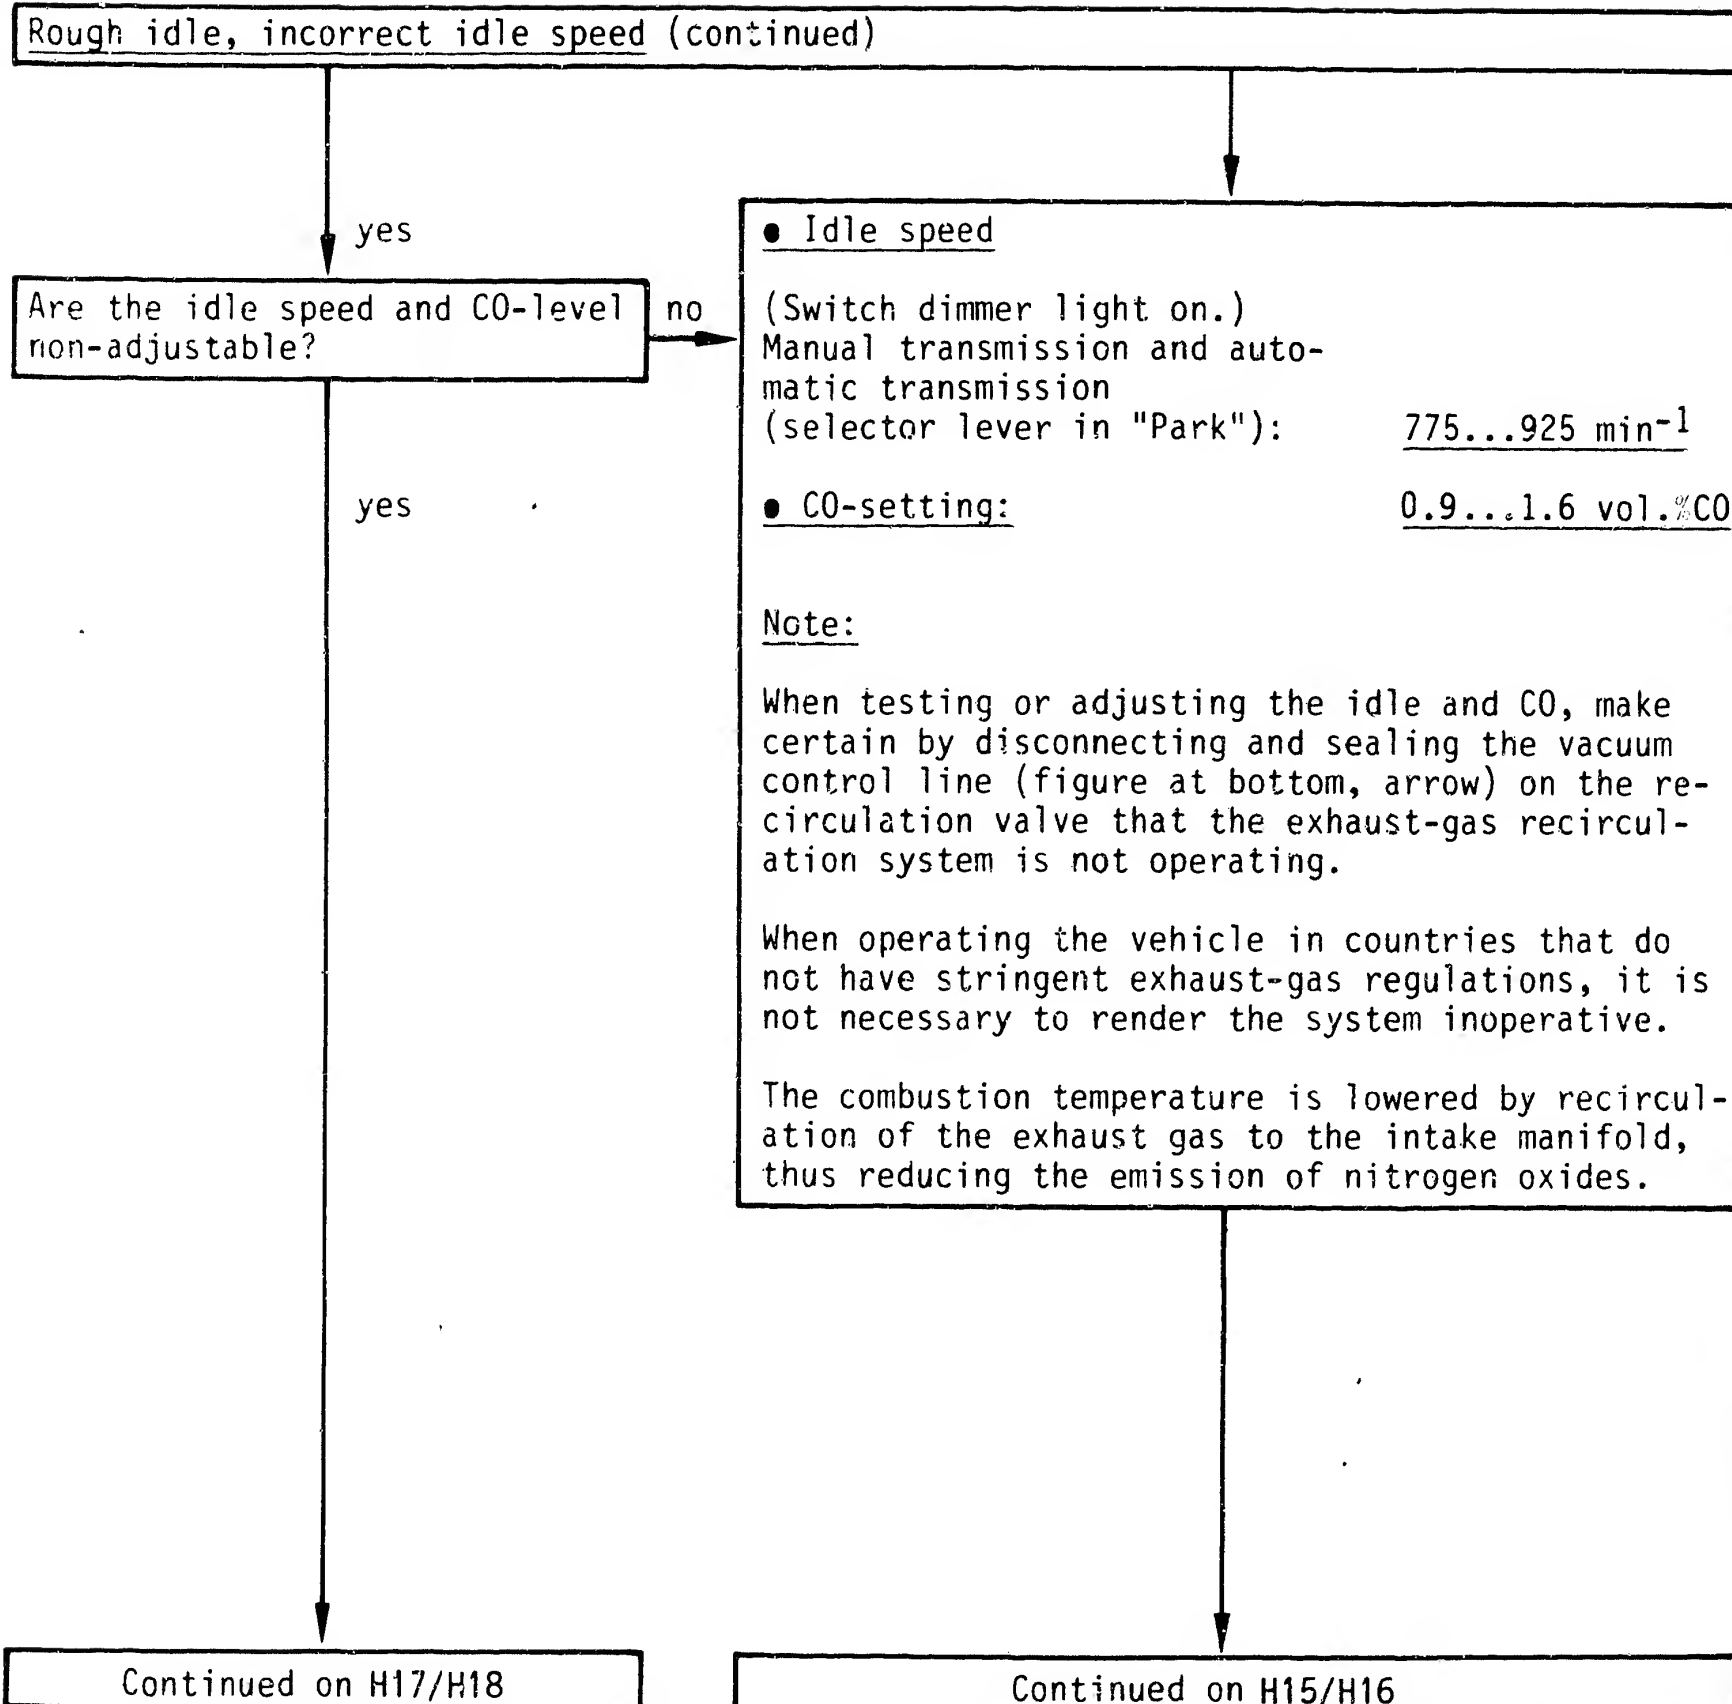 Rough idle, incorrect idle speed (continued)
yes
Are the idle speed and CO-level
non-adjustable?
no
yes
● Idle speed
(Switch dimmer light on.)
Manual transmission and auto-
matic transmission
(selector lever in "Park"): 775...925 min⁻¹
● CO-setting: 0.9...1.6 vol.%CO
Note:
When testing or adjusting the idle and CO, make
certain by disconnecting and sealing the vacuum
control line (figure at bottom, arrow) on the re-
circulation valve that the exhaust-gas recircul-
ation system is not operating.
When operating the vehicle in countries that do
not have stringent exhaust-gas regulations, it is
not necessary to render the system inoperative.
The combustion temperature is lowered by recircul-
ation of the exhaust gas to the intake manifold,
thus reducing the emission of nitrogen oxides.
Continued on H17/H18
Continued on H15/H16